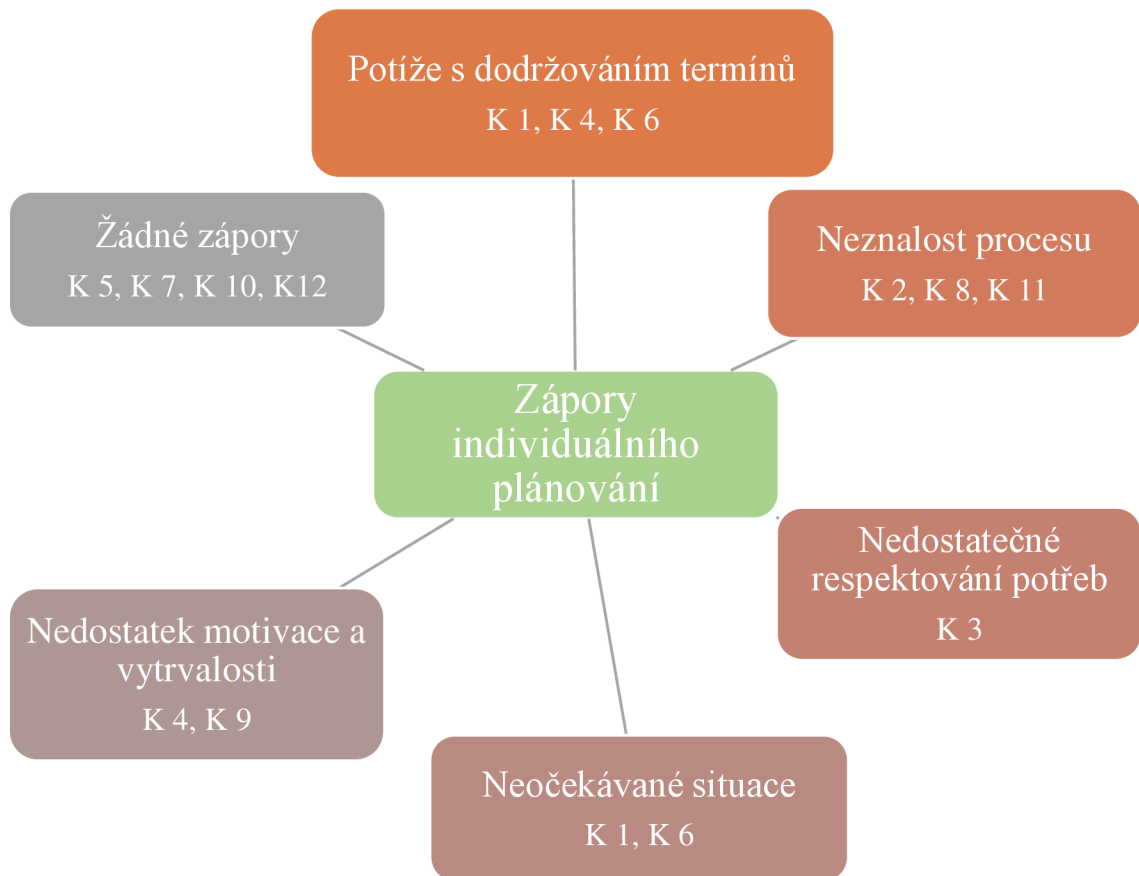 Potíže s dodržováním termínů
K 1, K 4, K 6
Žádné zápory
K 5, K 7, K 10, K12
Neznalost procesu
K 2, K 8, K 11
Zápory
individuálního
plánování
Nedostatečné
respektování potřeb
K 3
Nedostatek motivace a
vytrvalosti
K 4, K 9
Neočekávané situace
K 1, K 6